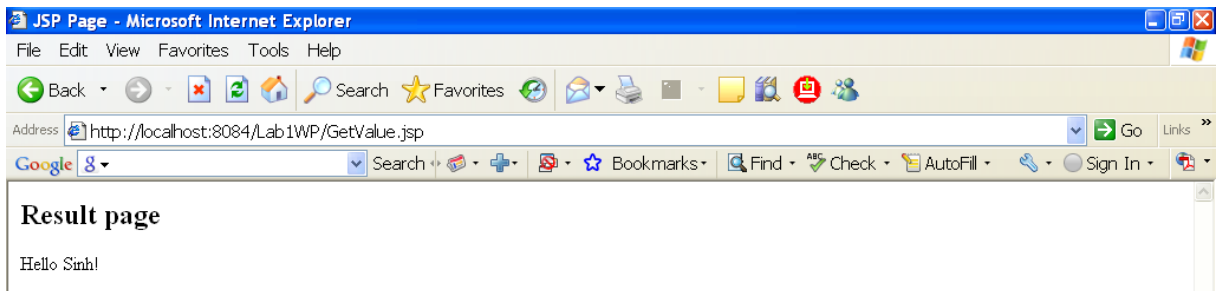 JSP Page - Microsoft Internet Explorer
File Edit View Favorites Tools Help
Back Search Favorites
Address http://localhost:8084/Lab1WP/GetValue.jsp Go Links »
Google g Search Bookmarks Find ABC Check AutoFill Sign In
Result page
Hello Sinh!